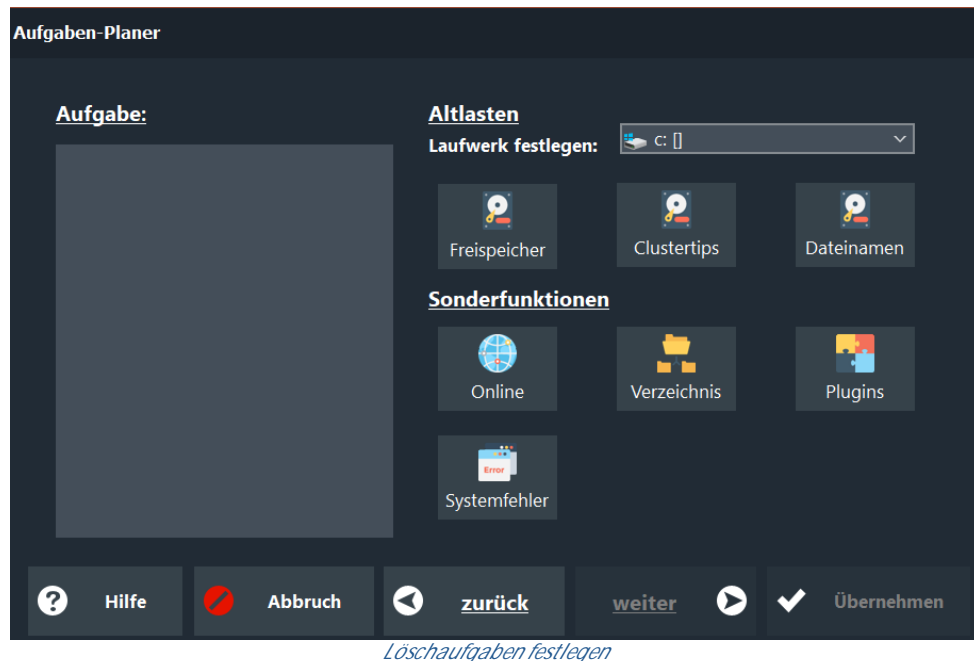 Aufgaben-Planer
Aufgabe:
Altlasten
Laufwerk festlegen:
c: []
Freispeicher
Clustertips
Dateinamen
Sonderfunktionen
Online
Verzeichnis
Plugins
Error
Systemfehler
Hilfe
Abbruch
zurück
weiter
Übernehmen
Löschaufgaben festlegen